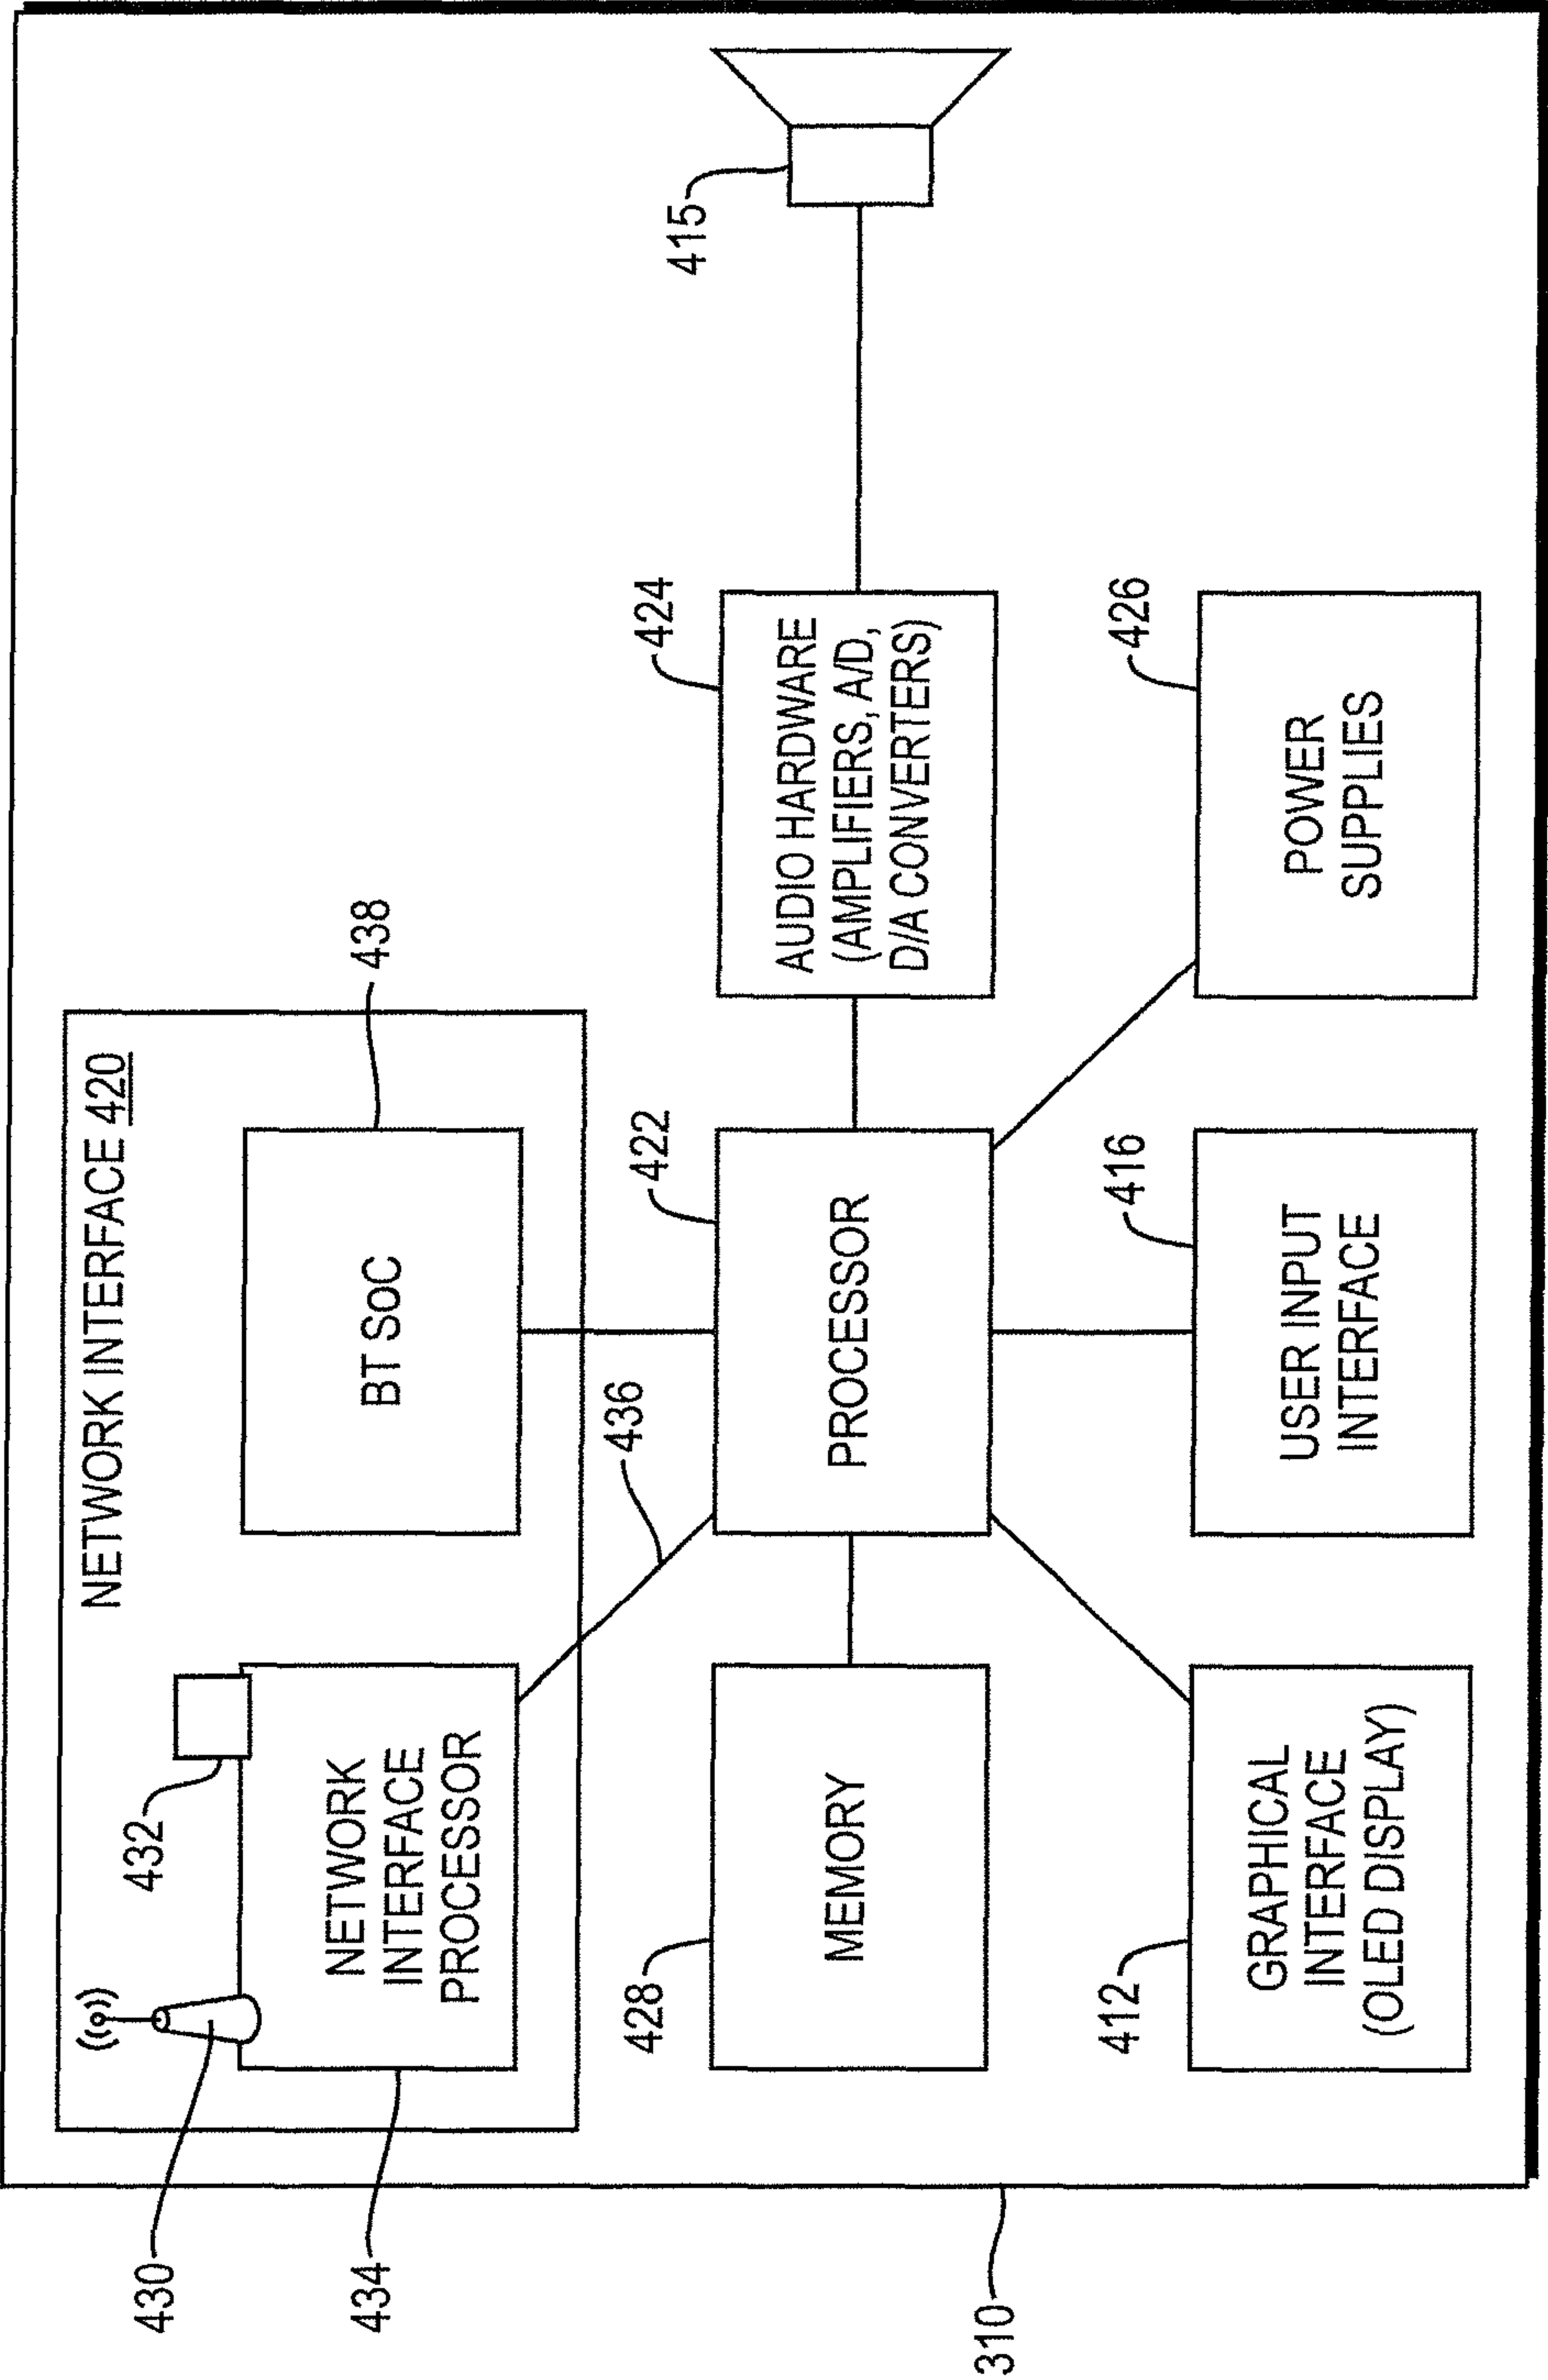 NETWORK INTERFACE 420
430
432
434
NETWORK
INTERFACE
PROCESSOR
BT SoC
438
436
428
MEMORY
422
PROCESSOR
424
AUDIO HARDWARE
(AMPLIFIERS, A/D,
D/A CONVERTERS)
415
412
GRAPHICAL
INTERFACE
(OLED DISPLAY)
416
USER INPUT
INTERFACE
426
POWER
SUPPLIES
310